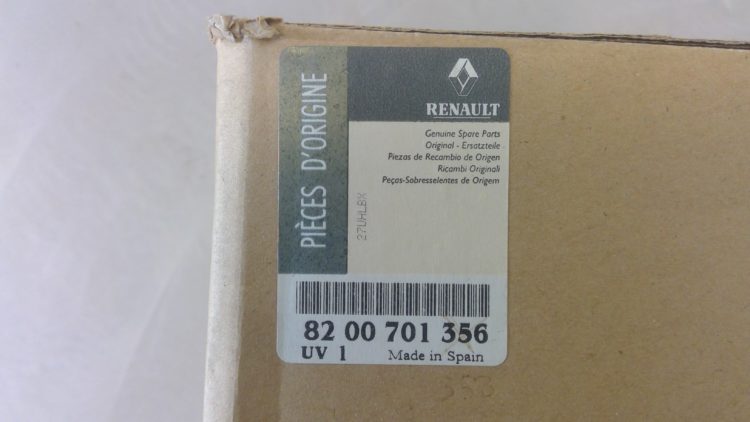 PIÈCES D'ORIGINE
RENAULT
Genuine Spare Parts
Original - Ersatzteile
Piezas de Recambio de Origen
Ricambi Originali
Peças-Sobresselentes de Origem
27UHLBX
82 00 701 356
UV 1 Made in Spain